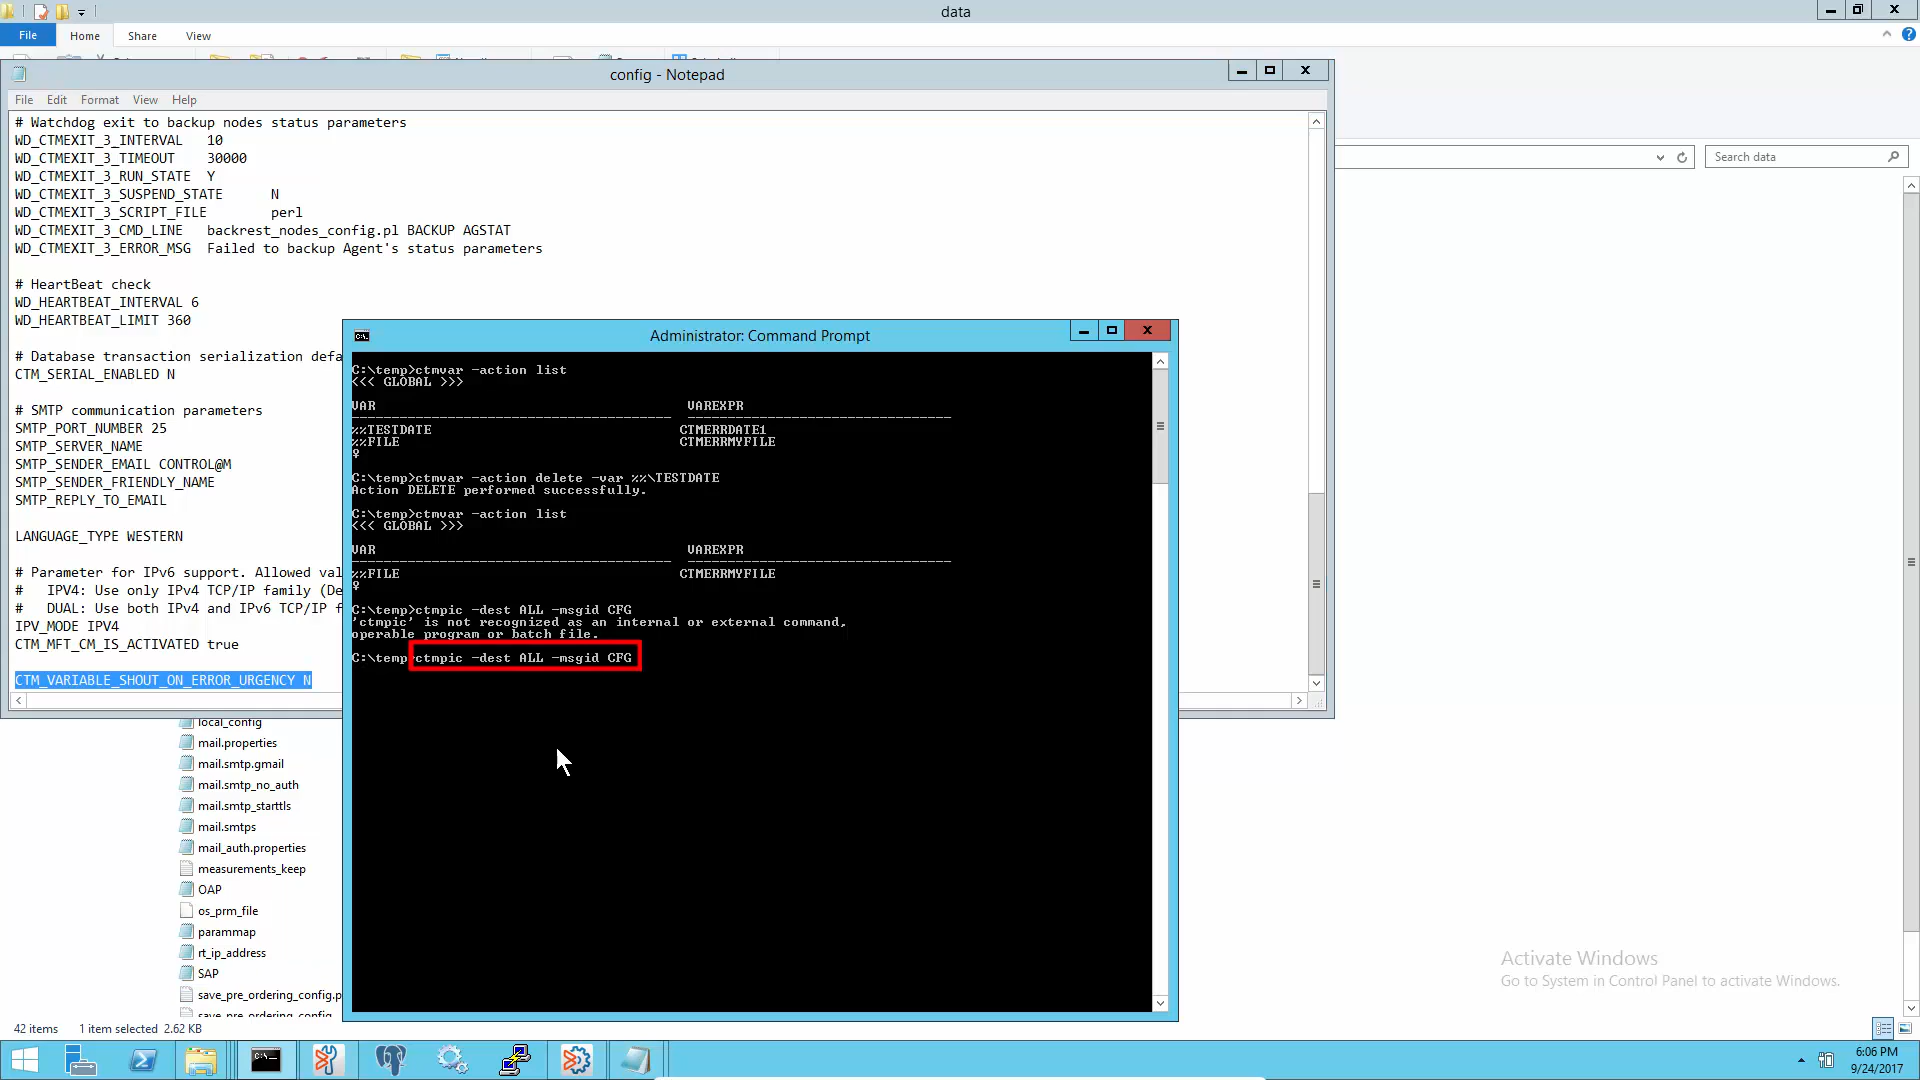 data
File Home Share View
config - Notepad
File Edit Format View Help
# Watchdog exit to backup nodes status parameters
WD_CTMEXIT_3_INTERVAL 10
WD_CTMEXIT_3_TIMEOUT 30000
WD_CTMEXIT_3_RUN_STATE Y
WD_CTMEXIT_3_SUSPEND_STATE N
WD_CTMEXIT_3_SCRIPT_FILE perl
WD_CTMEXIT_3_CMD_LINE backrest_nodes_config.pl BACKUP AGSTAT
WD_CTMEXIT_3_ERROR_MSG Failed to backup Agent's status parameters
# HeartBeat check
WD_HEARTBEAT_INTERVAL 6
WD_HEARTBEAT_LIMIT 360
# Database transaction serialization defa
CTM_SERIAL_ENABLED N
# SMTP communication parameters
SMTP_PORT_NUMBER 25
SMTP_SERVER_NAME
SMTP_SENDER_EMAIL CONTROL@M
SMTP_SENDER_FRIENDLY_NAME
SMTP_REPLY_TO_EMAIL
LANGUAGE_TYPE WESTERN
# Parameter for IPv6 support. Allowed val
# IPV4: Use only IPv4 TCP/IP family (De
# DUAL: Use both IPv4 and IPv6 TCP/IP f
IPV_MODE IPV4
CTM_MFT_CM_IS_ACTIVATED true
CTM_VARIABLE_SHOUT_ON_ERROR_URGENCY N
Search data
Administrator: Command Prompt
C:\temp>ctmvar -action list
<<< GLOBAL >>>
VAR VAREXPR
%%TESTDATE CTMERRDATE1
%%FILE CTMERRMYFILE
♀
C:\temp>ctmvar -action delete -var %%\TESTDATE
Action DELETE performed successfully.
C:\temp>ctmvar -action list
<<< GLOBAL >>>
VAR VAREXPR
%%FILE CTMERRMYFILE
♀
C:\temp>ctmpic -dest ALL -msgid CFG
'ctmpic' is not recognized as an internal or external command,
operable program or batch file.
C:\temp>ctmpic -dest ALL -msgid CFG
local_config
mail.properties
mail.smtp.gmail
mail.smtp_no_auth
mail.smtp_starttls
mail.smtps
mail_auth.properties
measurements_keep
OAP
os_prm_file
parammap
rt_ip_address
SAP
save_pre_ordering_config.p
save_pre_ordering_config
42 items 1 item selected 2.62 KB
Activate Windows
Go to System in Control Panel to activate Windows.
6:06 PM
9/24/2017